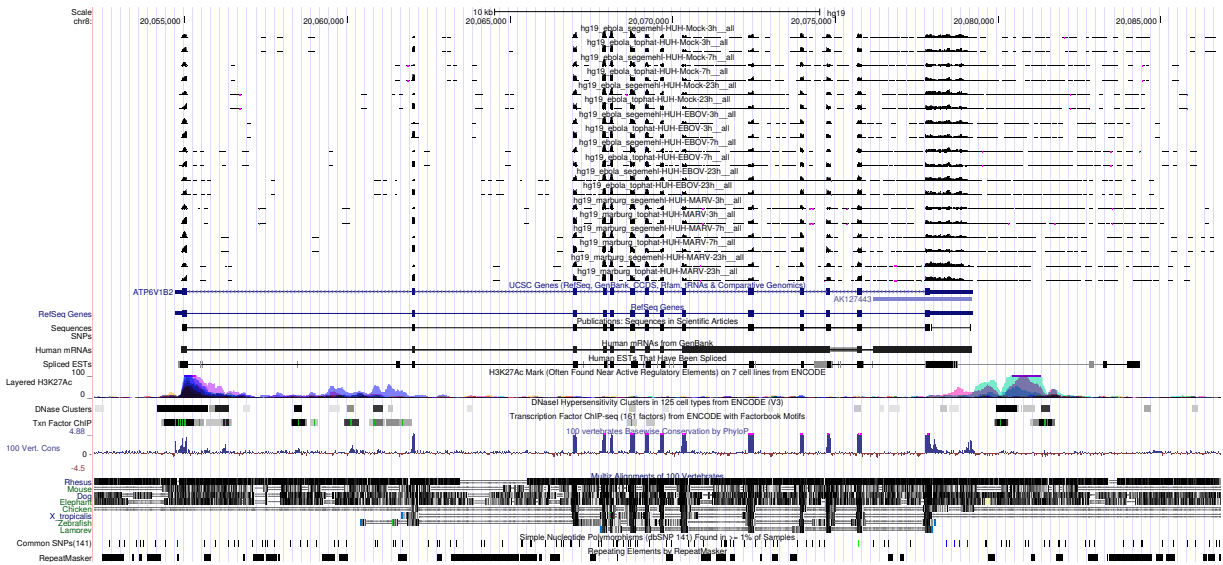 Scale 10 kb hg19
chr8: 20,055,000 20,060,000 20,065,000 20,070,000 20,075,000 20,080,000 20,085,000
hg19_ebola_segemehl-HUH-Mock-3h__all
hg19_ebola_tophat-HUH-Mock-3h__all
hg19_ebola_segemehl-HUH-Mock-7h__all
hg19_ebola_tophat-HUH-Mock-7h__all
hg19_ebola_segemehl-HUH-Mock-23h__all
hg19_ebola_tophat-HUH-Mock-23h__all
hg19_ebola_segemehl-HUH-EBOV-3h__all
hg19_ebola_tophat-HUH-EBOV-3h__all
hg19_ebola_segemehl-HUH-EBOV-7h__all
hg19_ebola_tophat-HUH-EBOV-7h__all
hg19_ebola_segemehl-HUH-EBOV-23h__all
hg19_ebola_tophat-HUH-EBOV-23h__all
hg19_marburg_segemehl-HUH-MARV-3h__all
hg19_marburg_tophat-HUH-MARV-3h__all
hg19_marburg_segemehl-HUH-MARV-7h__all
hg19_marburg_tophat-HUH-MARV-7h__all
hg19_marburg_segemehl-HUH-MARV-23h__all
hg19_marburg_tophat-HUH-MARV-23h__all
UCSC Genes (RefSeq, GenBank, CCDS, Rfam, tRNAs & Comparative Genomics)
ATP6V1B2
AK127443
RefSeq Genes
RefSeq Genes
Publications: Sequences in Scientific Articles
Sequences
SNPs
Human mRNAs from GenBank
Human mRNAs
Human ESTs That Have Been Spliced
Spliced ESTs
H3K27Ac Mark (Often Found Near Active Regulatory Elements) on 7 cell lines from ENCODE
100
Layered H3K27Ac
0
DNaseI Hypersensitivity Clusters in 125 cell types from ENCODE (V3)
DNase Clusters
Transcription Factor ChIP-seq (161 factors) from ENCODE with Factorbook Motifs
Txn Factor ChIP
100 vertebrates Basewise Conservation by PhyloP
4.88
100 Vert. Cons
0
-4.5
Multiz Alignments of 100 Vertebrates
Rhesus
Mouse
Dog
Elephant
Chicken
X_tropicalis
Zebrafish
Lamprey
Simple Nucleotide Polymorphisms (dbSNP 141) Found in >= 1% of Samples
Common SNPs(141)
Repeating Elements by RepeatMasker
RepeatMasker